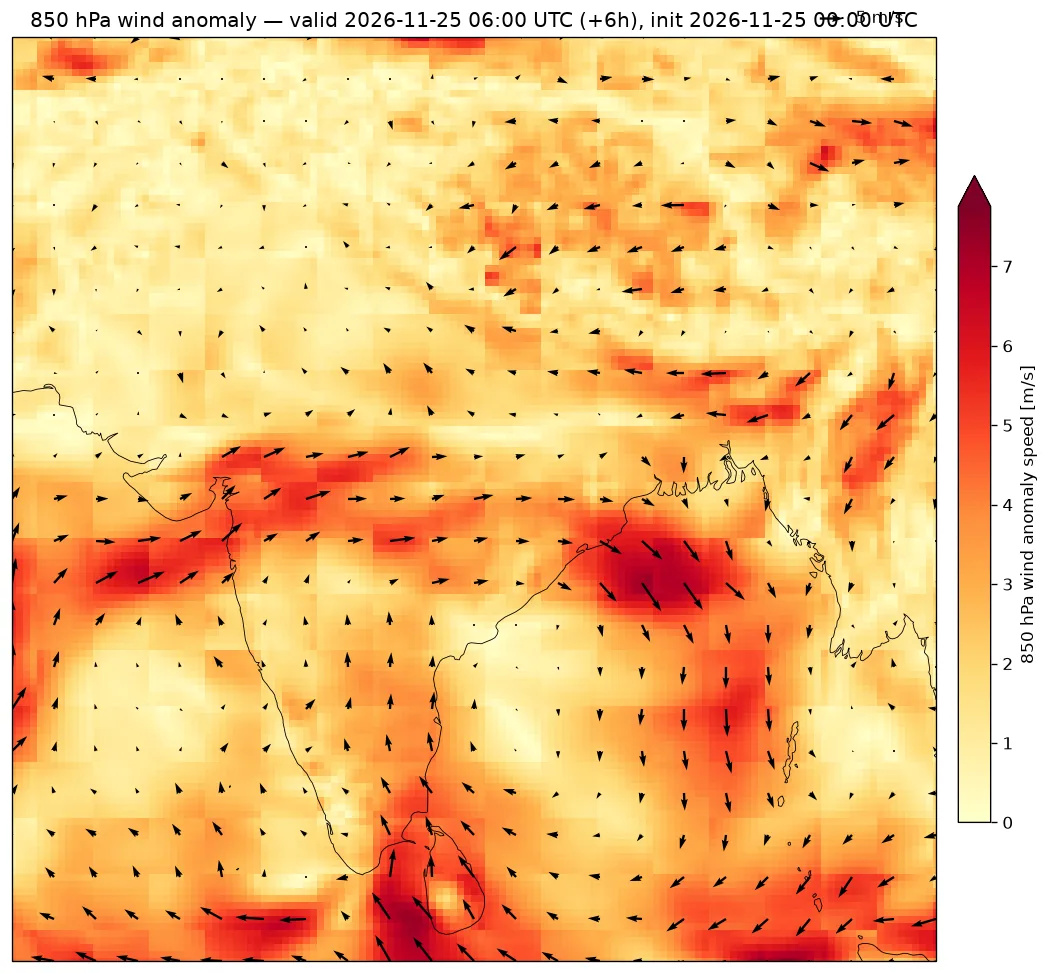 850 hPa wind anomaly — valid 2026-11-25 06:00 UTC (+6h), init 2026-11-25 00:00 UTC
5 m/s
7
6
5
4
3
2
1
0
850 hPa wind anomaly speed [m/s]